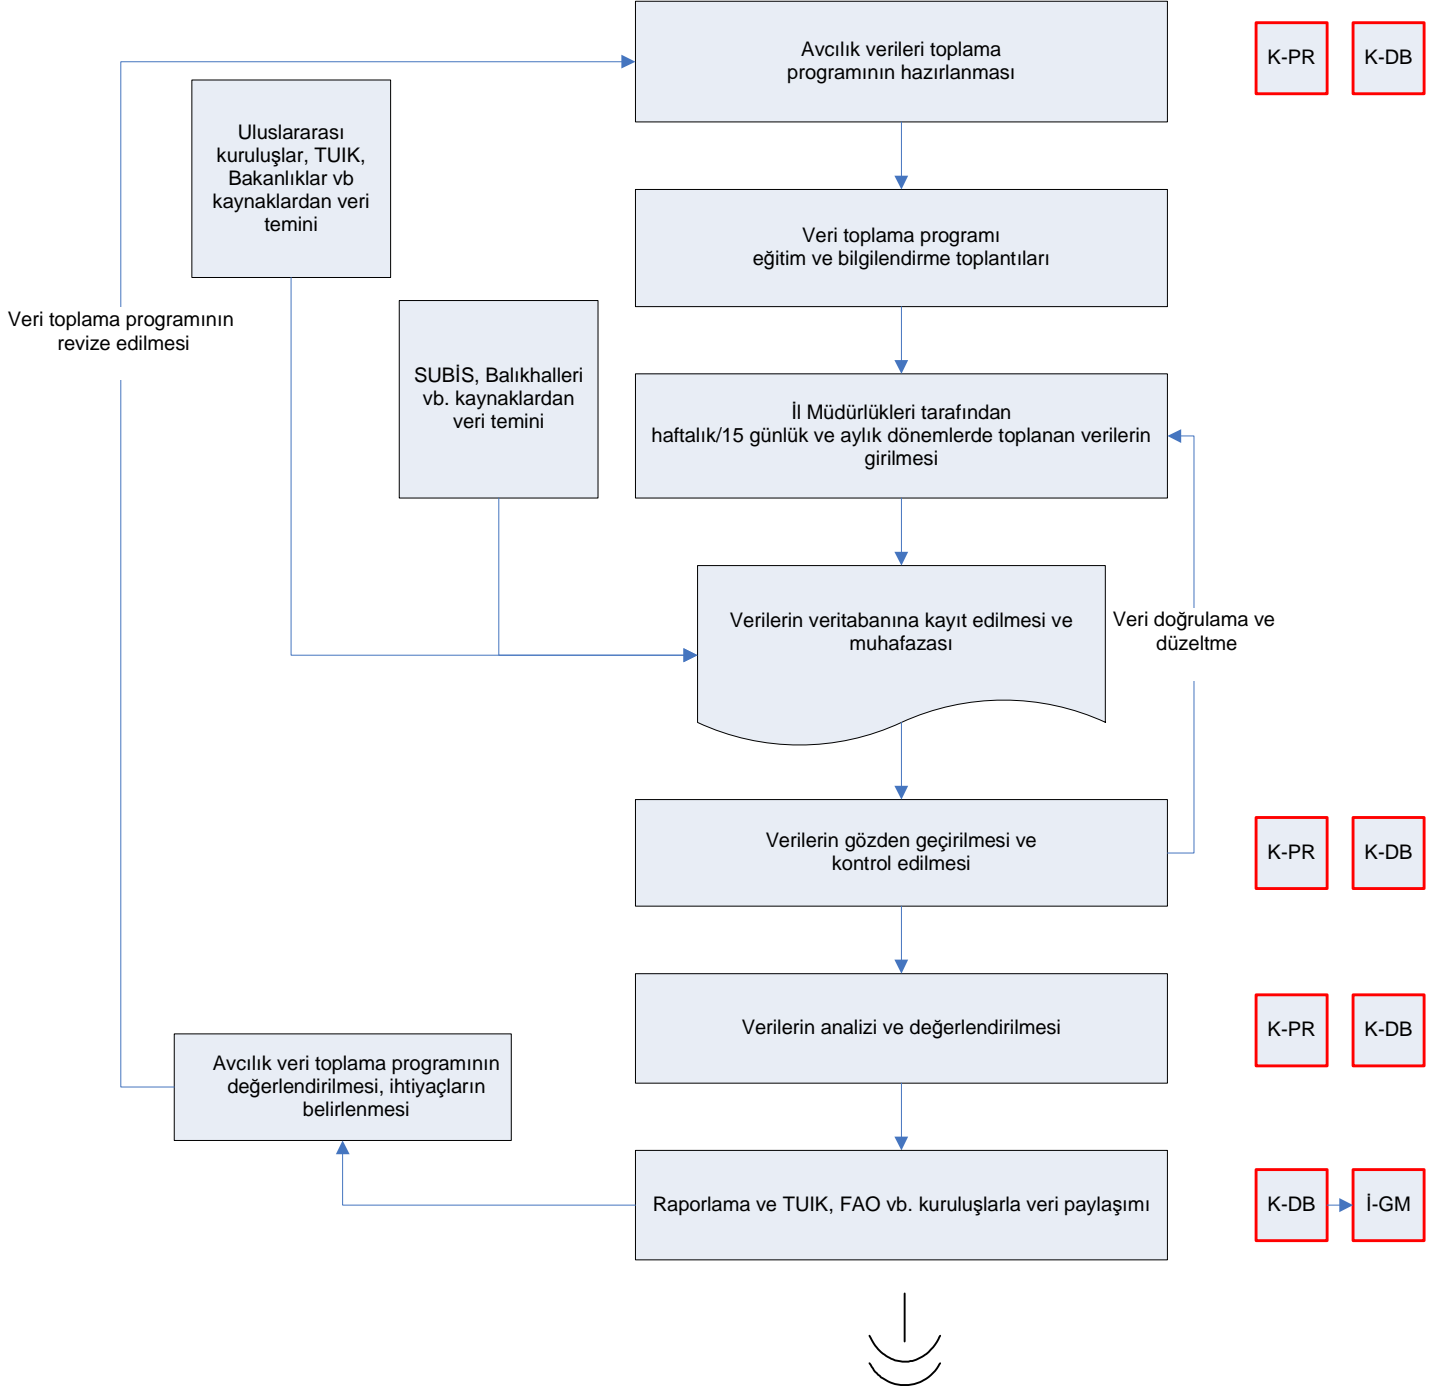 Avcılık verileri toplama
programının hazırlanması
K-PR
K-DB
Uluslararası
kuruluşlar, TUIK,
Bakanlıklar vb
kaynaklardan veri
temini
Veri toplama programı
eğitim ve bilgilendirme toplantıları
Veri toplama programının
revize edilmesi
SUBİS, Balıkhalleri
vb. kaynaklardan
veri temini
İl Müdürlükleri tarafından
haftalık/15 günlük ve aylık dönemlerde toplanan verilerin
girilmesi
Verilerin veritabanına kayıt edilmesi ve
muhafazası
Veri doğrulama ve
düzeltme
Verilerin gözden geçirilmesi ve
kontrol edilmesi
K-PR
K-DB
Verilerin analizi ve değerlendirilmesi
K-PR
K-DB
Avcılık veri toplama programının
değerlendirilmesi, ihtiyaçların
belirlenmesi
Raporlama ve TUIK, FAO vb. kuruluşlarla veri paylaşımı
K-DB
İ-GM